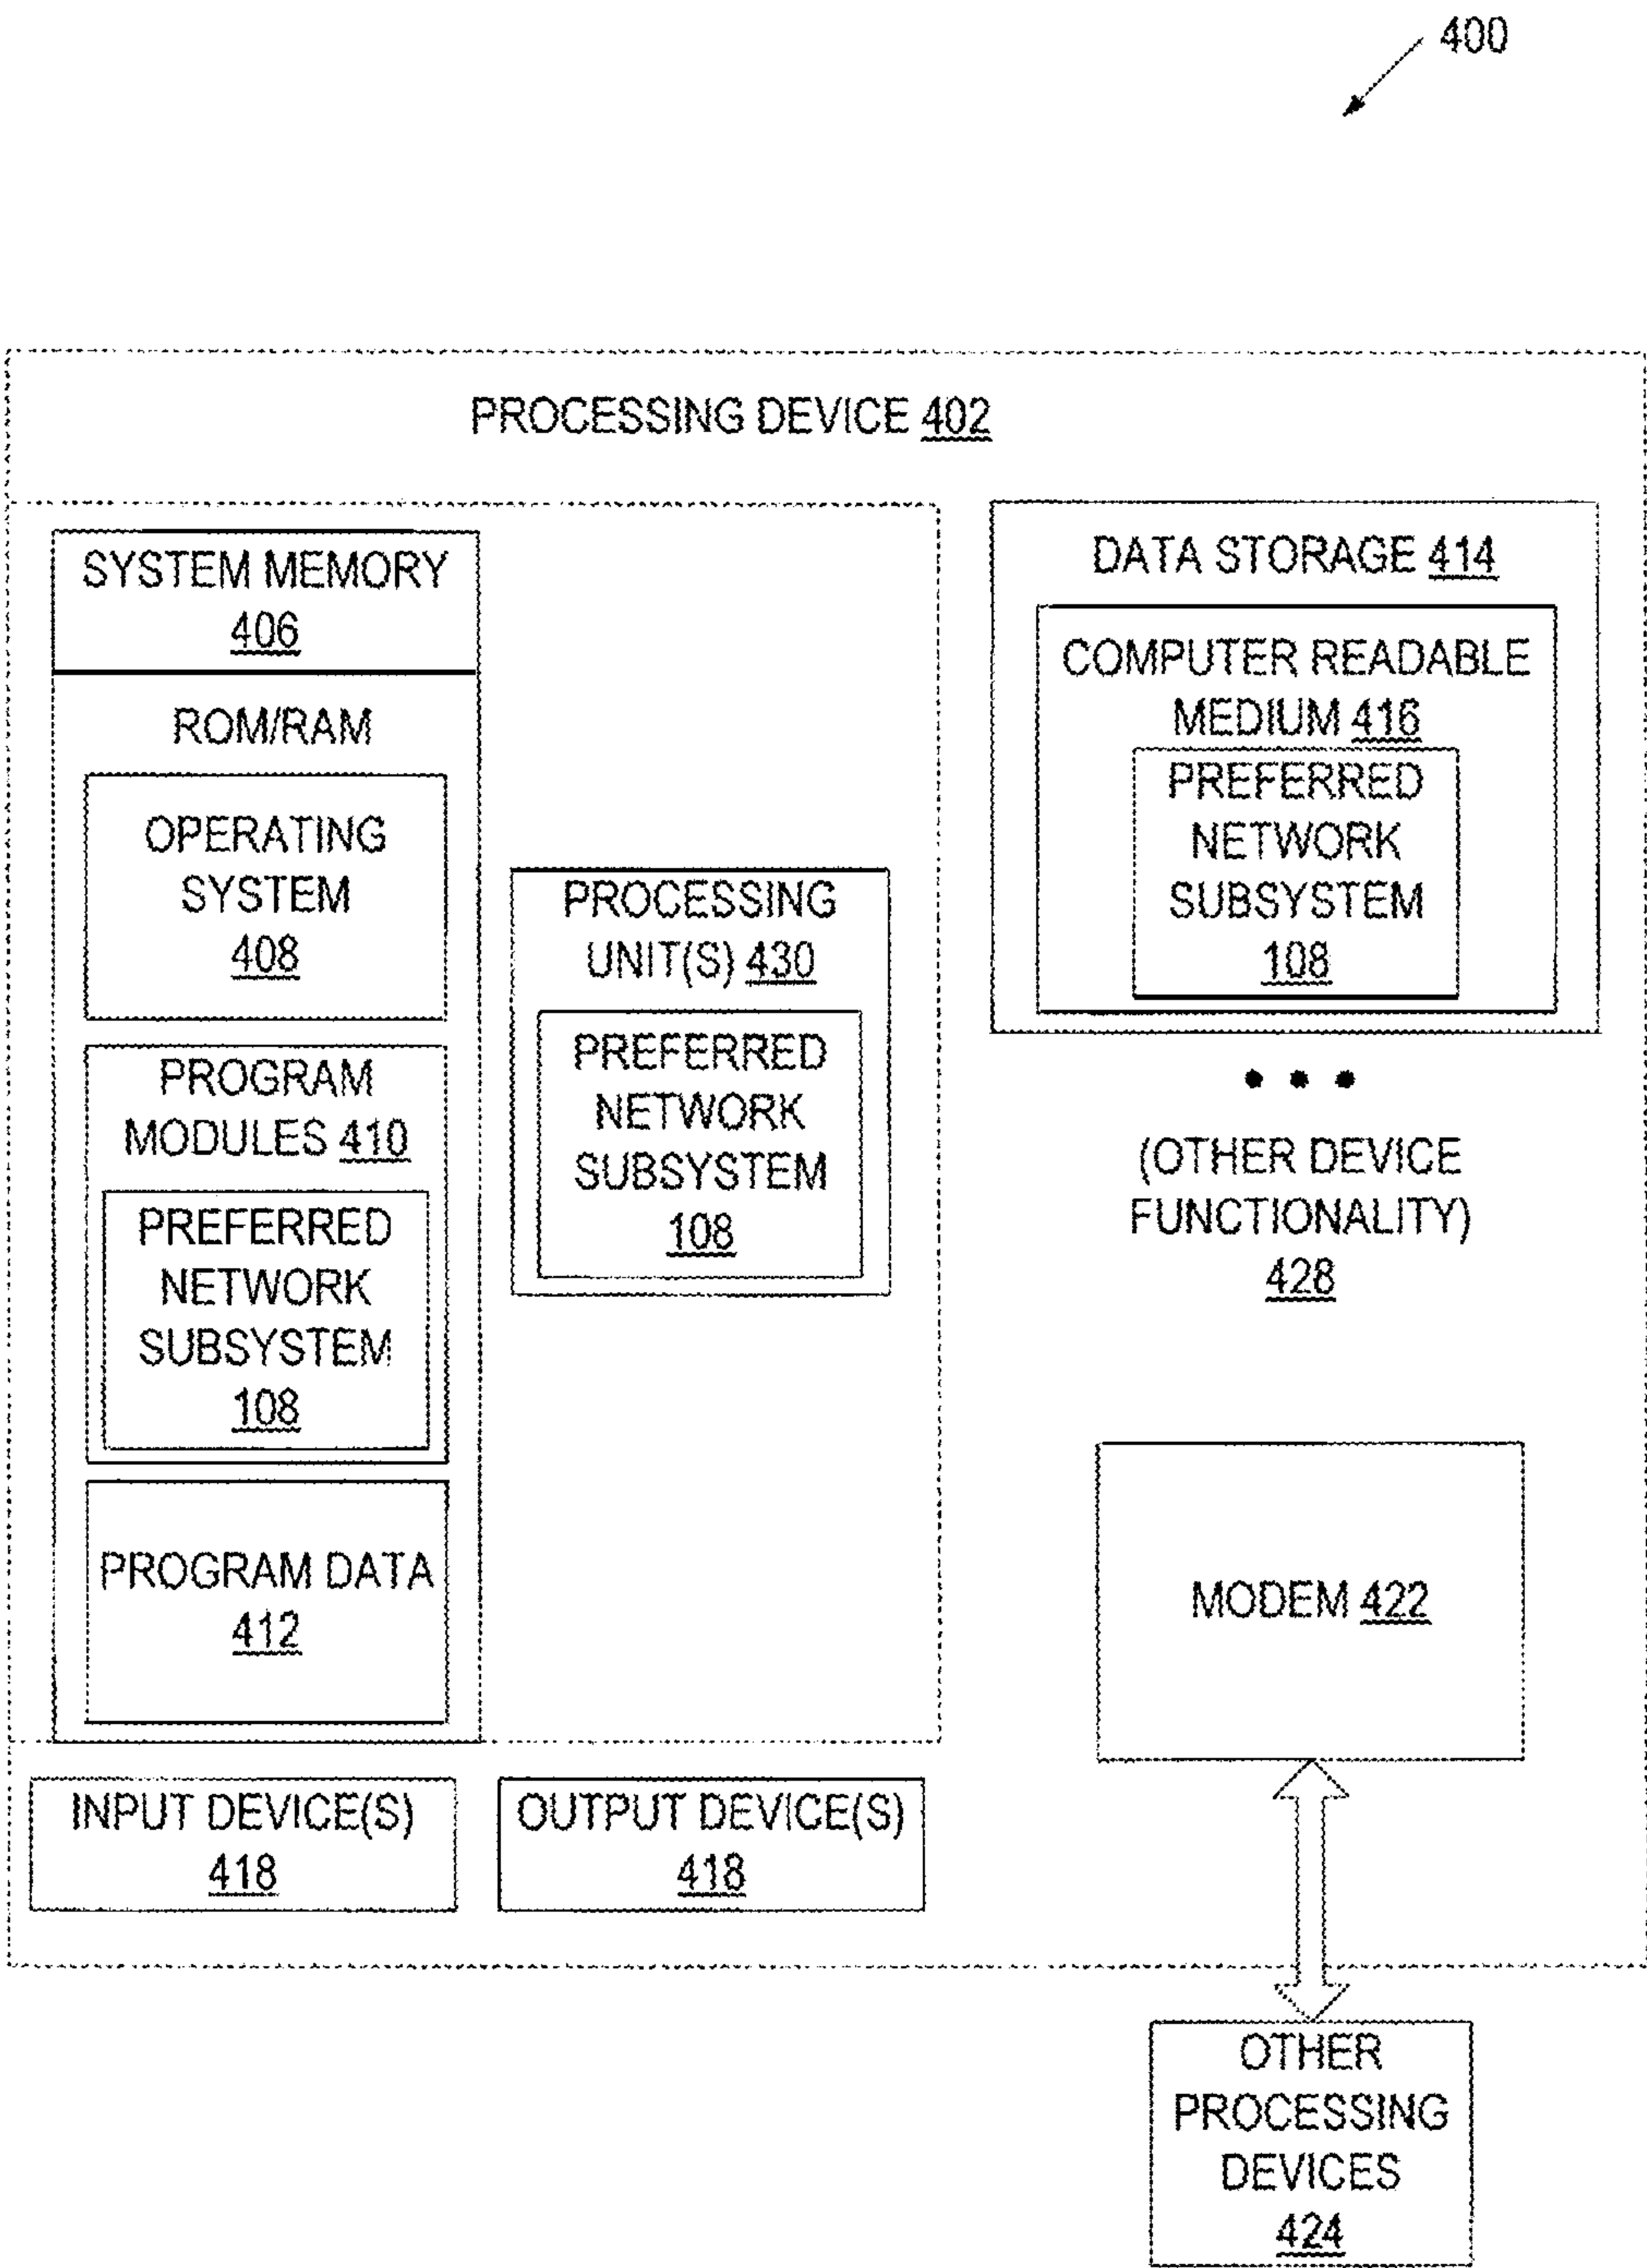 400
PROCESSING DEVICE 402
SYSTEM MEMORY
406
ROM/RAM
OPERATING
SYSTEM
408
PROGRAM
MODULES 410
PREFERRED
NETWORK
SUBSYSTEM
108
PROGRAM DATA
412
PROCESSING
UNIT(S) 430
PREFERRED
NETWORK
SUBSYSTEM
108
DATA STORAGE 414
COMPUTER READABLE
MEDIUM 416
PREFERRED
NETWORK
SUBSYSTEM
108
• • •
(OTHER DEVICE
FUNCTIONALITY)
428
MODEM 422
INPUT DEVICE(S)
418
OUTPUT DEVICE(S)
418
OTHER
PROCESSING
DEVICES
424